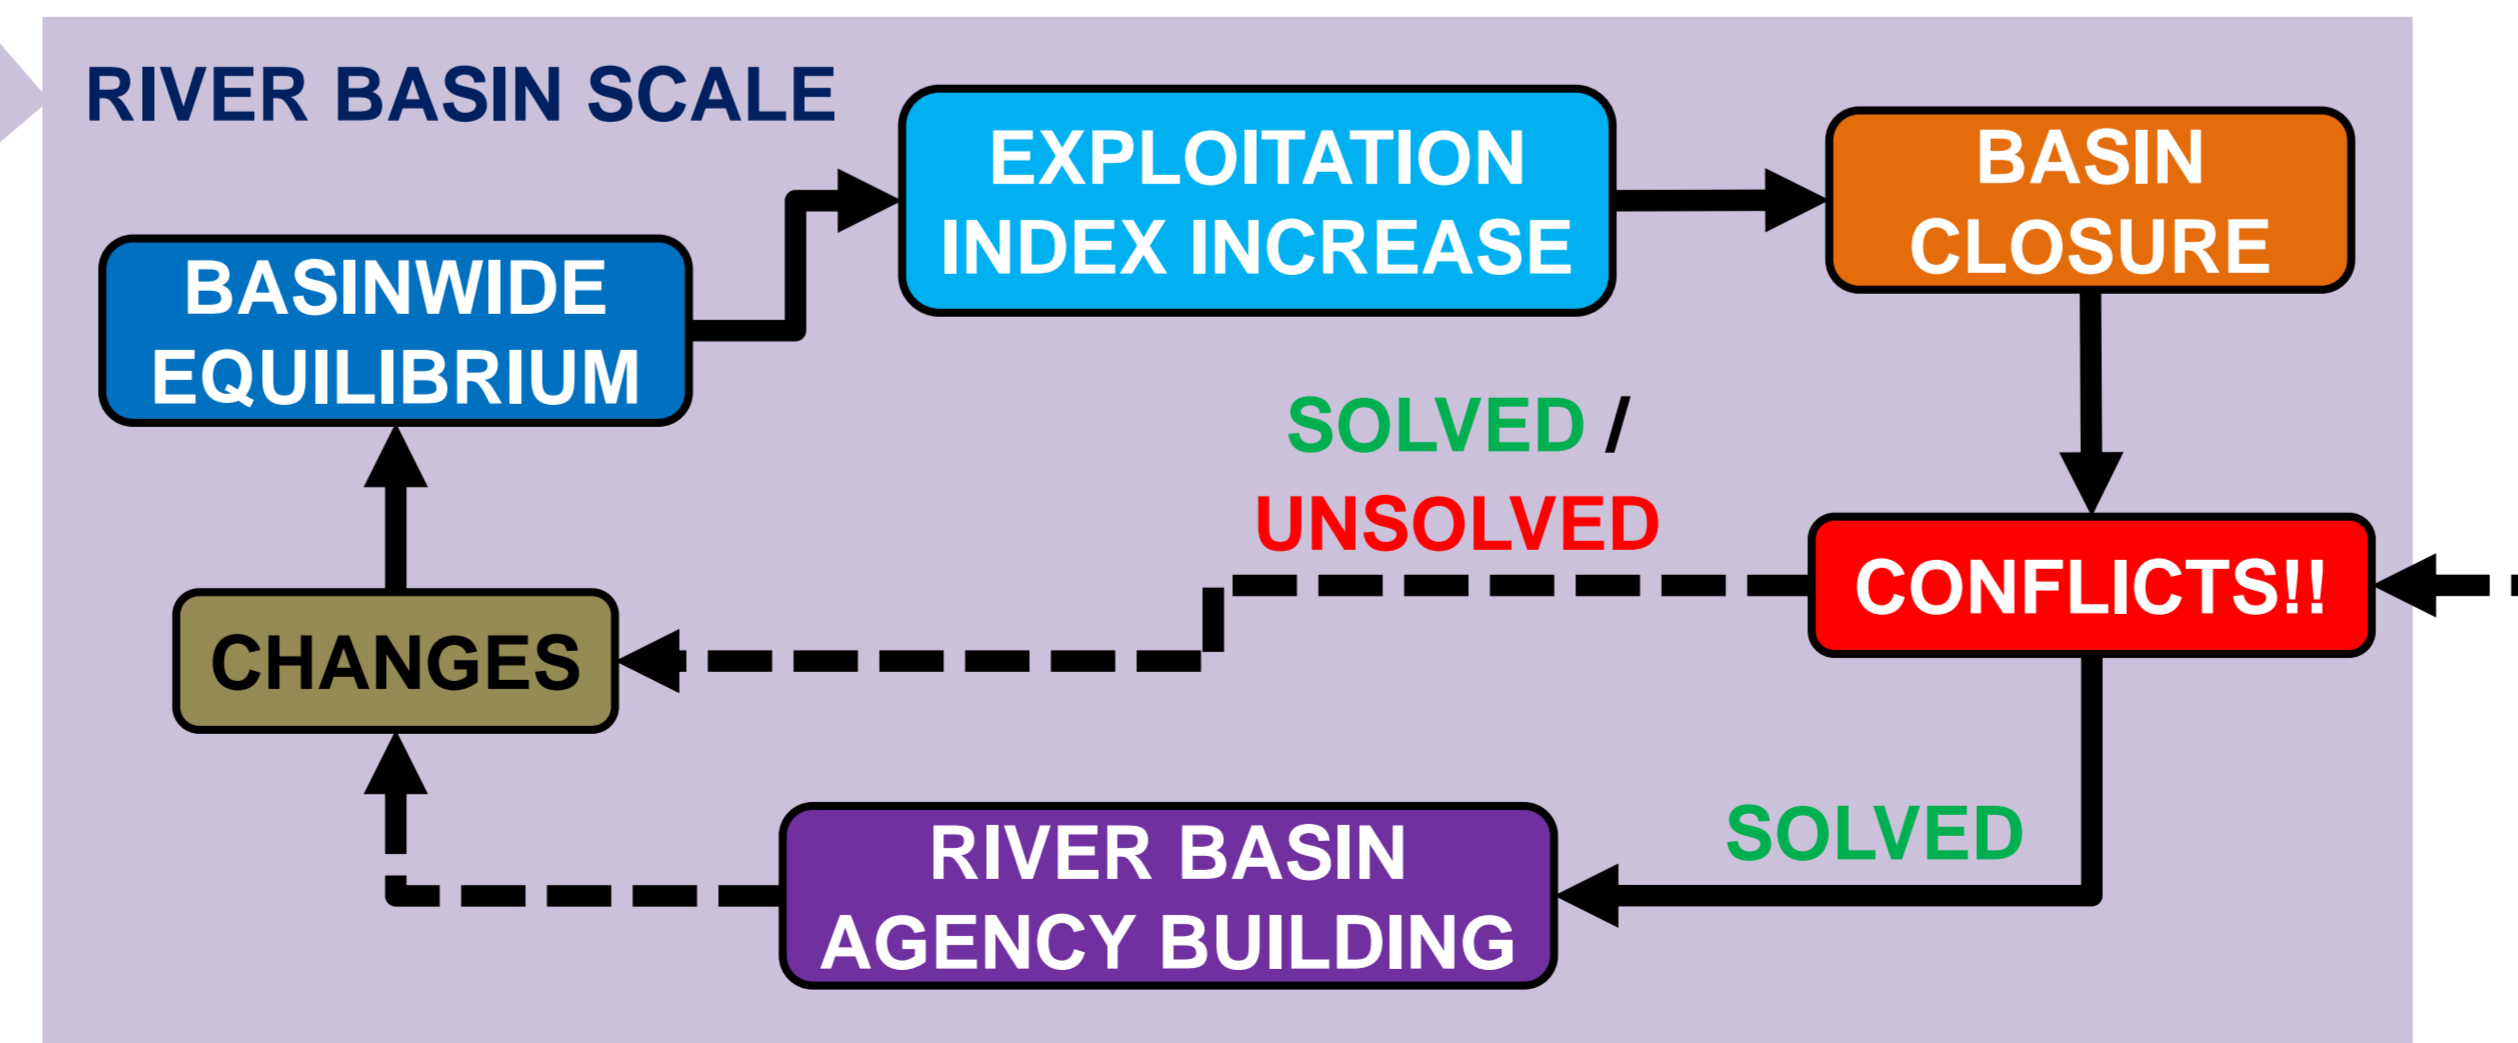 RIVER BASIN SCALE
EXPLOITATION
INDEX INCREASE
BASIN
CLOSURE
BASINWIDE
EQUILIBRIUM
SOLVED /
UNSOLVED
CONFLICTS!!
CHANGES
SOLVED
RIVER BASIN
AGENCY BUILDING